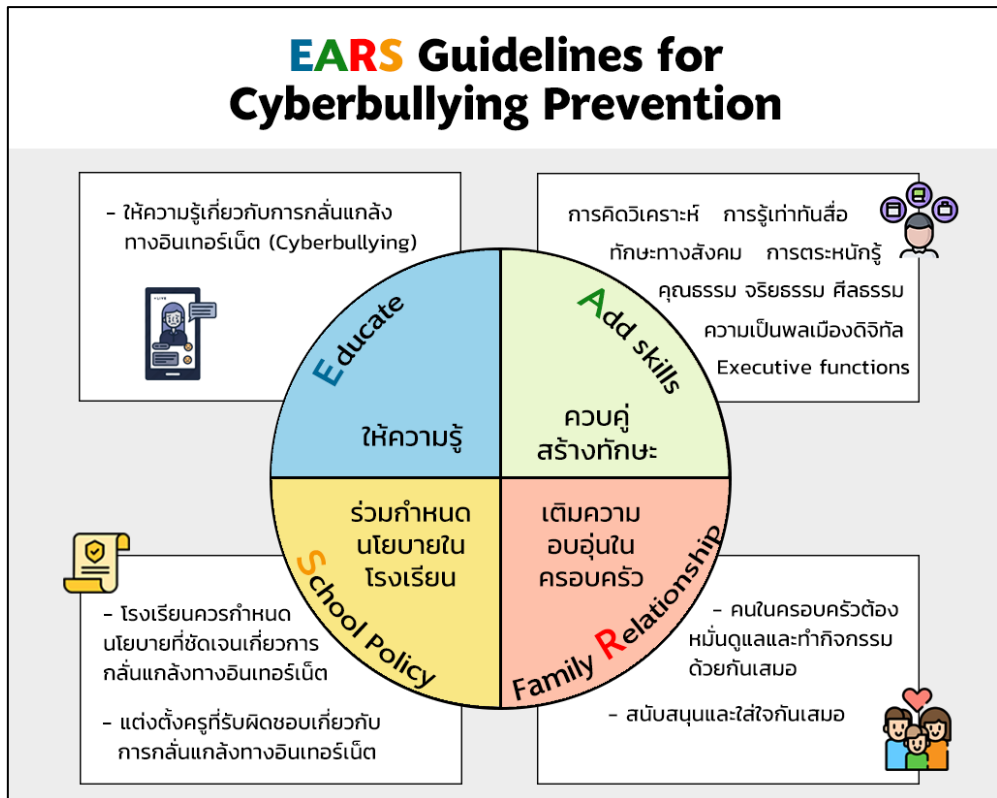 EARS Guidelines for
Cyberbullying Prevention
- ให้ความรู้เกี่ยวกับการกลั่นแกล้ง
ทางอินเทอร์เน็ต (Cyberbullying)
การคิดวิเคราะห์ การรู้เท่าทันสื่อ
ทักษะทางสังคม การตระหนักรู้
คุณธรรม จริยธรรม ศีลธรรม
ความเป็นพลเมืองดิจิทัล
Executive functions
Educate
ให้ความรู้
Add skills
ควบคู่
สร้างทักษะ
ร่วมกำหนด
นโยบายใน
โรงเรียน
School Policy
เติมความ
อบอุ่นใน
ครอบครัว
Family Relationship
- โรงเรียนควรกำหนด
นโยบายที่ชัดเจนเกี่ยวการ
กลั่นแกล้งทางอินเทอร์เน็ต
- แต่งตั้งครูที่รับผิดชอบเกี่ยวกับ
การกลั่นแกล้งทางอินเทอร์เน็ต
- คนในครอบครัวต้อง
หมั่นดูแลและทำกิจกรรม
ด้วยกันเสมอ
- สนับสนุนและใส่ใจกันเสมอ